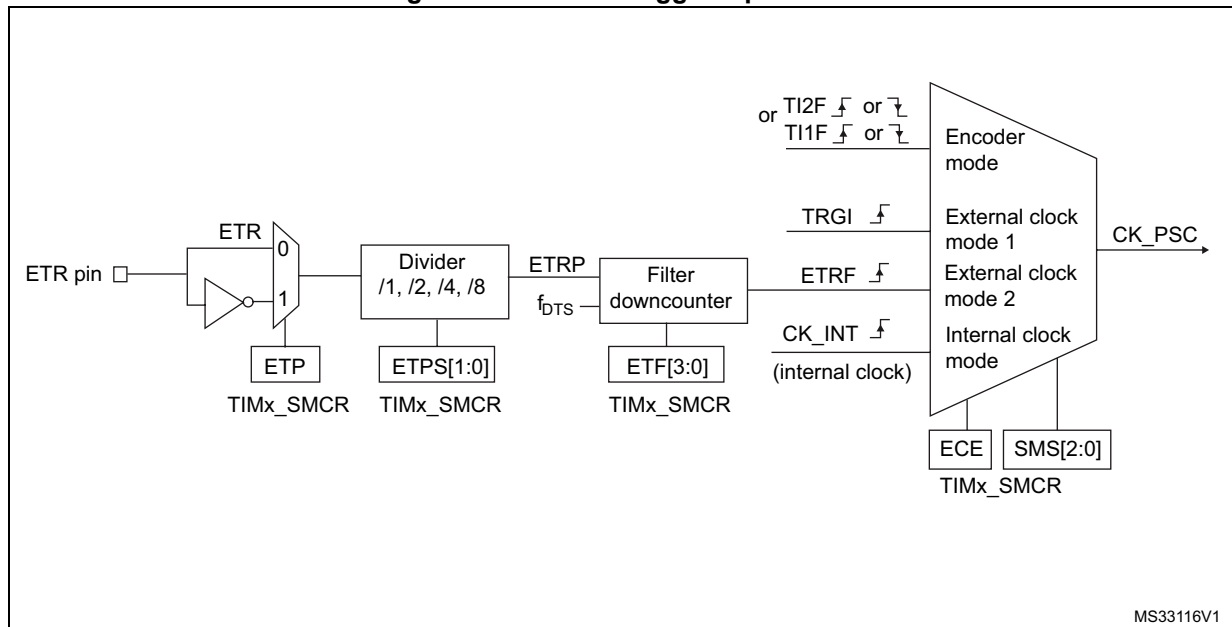 or TI2F or
TI1F or
Encoder
mode
TRGI
External clock
mode 1
CK_PSC
ETR
0
ETR pin
1
Divider
/1, /2, /4, /8
ETRP
fDTS
Filter
downcounter
ETRF
External clock
mode 2
CK_INT
(internal clock)
Internal clock
mode
ETP
TIMx_SMCR
ETPS[1:0]
TIMx_SMCR
ETF[3:0]
TIMx_SMCR
ECE
SMS[2:0]
TIMx_SMCR
MS33116V1